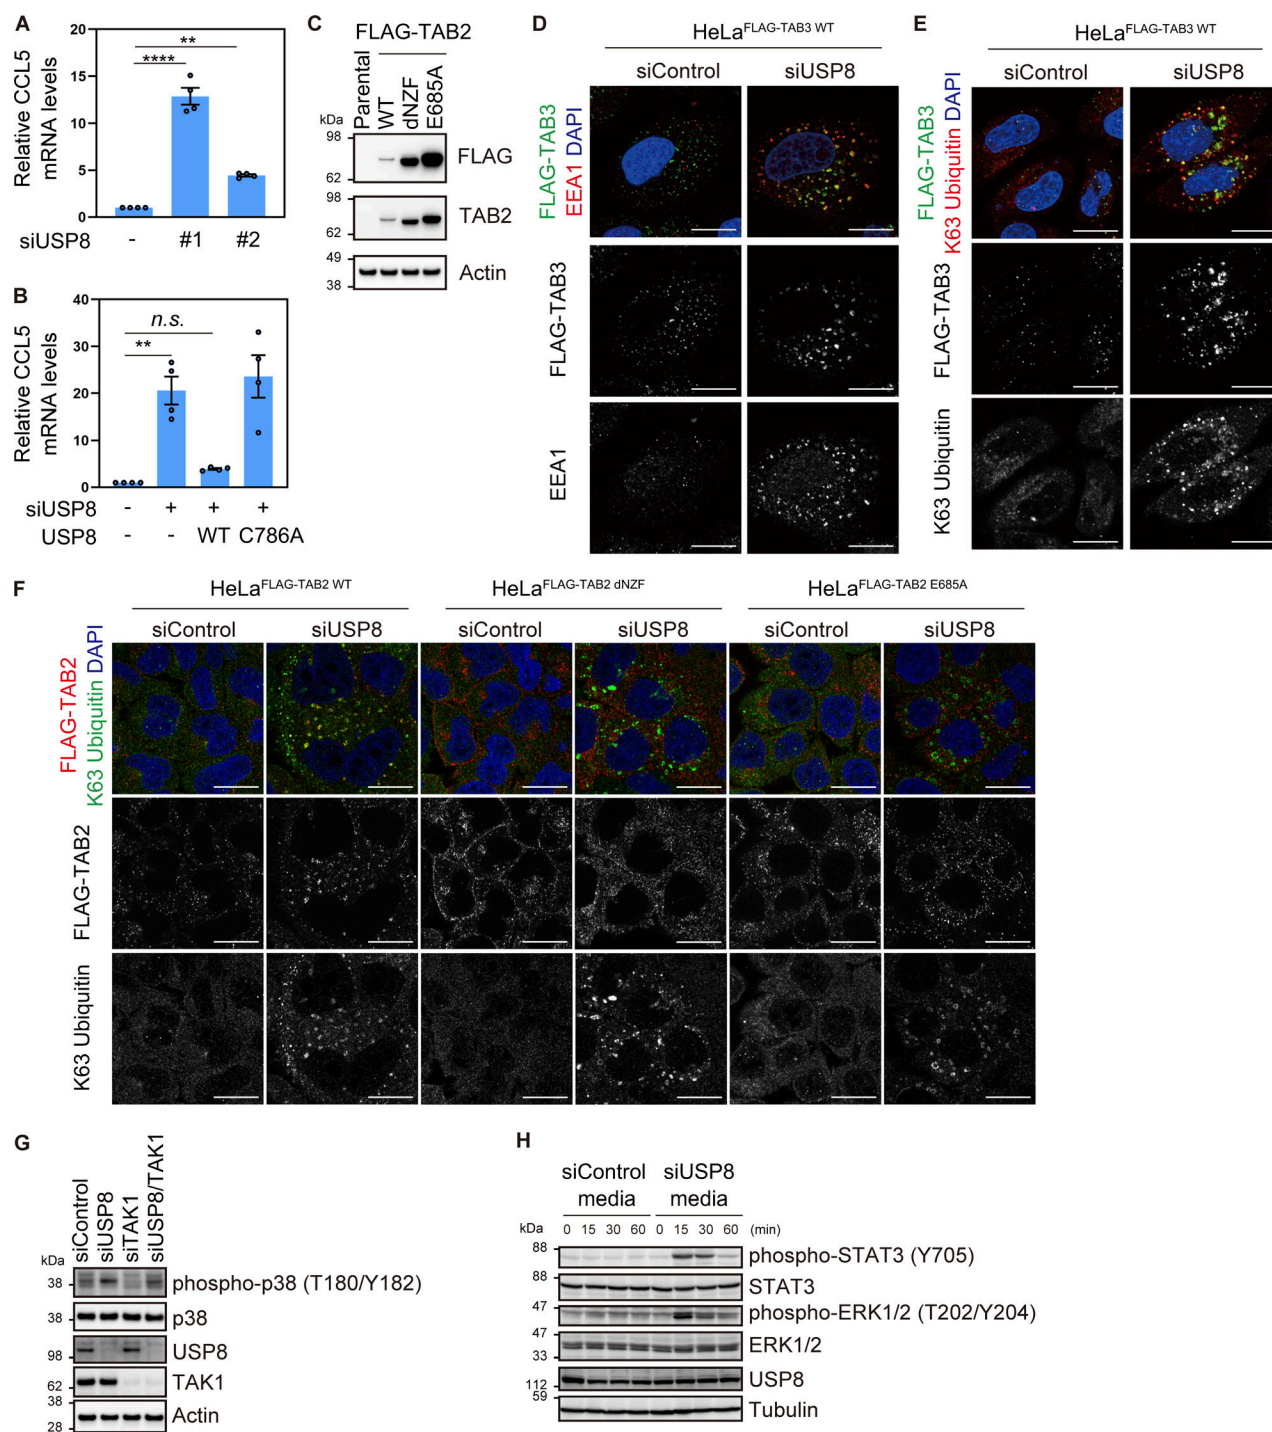 A
Relative CCL5
mRNA levels
20
15
10
5
0
****
**
siUSP8 - #1 #2
B
Relative CCL5
mRNA levels
40
30
20
10
0
n.s.
**
siUSP8 - + + +
USP8 - - WT C786A
C
FLAG-TAB2
Parental
WT
dNZF
E685A
kDa
98
62
FLAG
98
62
TAB2
49
38
Actin
D
HeLaFLAG-TAB3 WT
siControl siUSP8
FLAG-TAB3
EEA1 DAPI
FLAG-TAB3
EEA1
E
HeLaFLAG-TAB3 WT
siControl siUSP8
FLAG-TAB3
K63 Ubiquitin DAPI
FLAG-TAB3
K63 Ubiquitin
F
HeLaFLAG-TAB2 WT HeLaFLAG-TAB2 dNZF HeLaFLAG-TAB2 E685A
siControl siUSP8 siControl siUSP8 siControl siUSP8
FLAG-TAB2
K63 Ubiquitin DAPI
FLAG-TAB2
K63 Ubiquitin
G
siControl
siUSP8
siTAK1
siUSP8/TAK1
kDa
38
phospho-p38 (T180/Y182)
38
p38
98
USP8
62
TAK1
38
28
Actin
H
siControl media
siUSP8 media
0 15 30 60 0 15 30 60 (min)
kDa
88
phospho-STAT3 (Y705)
88
STAT3
47
phospho-ERK1/2 (T202/Y204)
47
33
ERK1/2
112
USP8
59
Tubulin